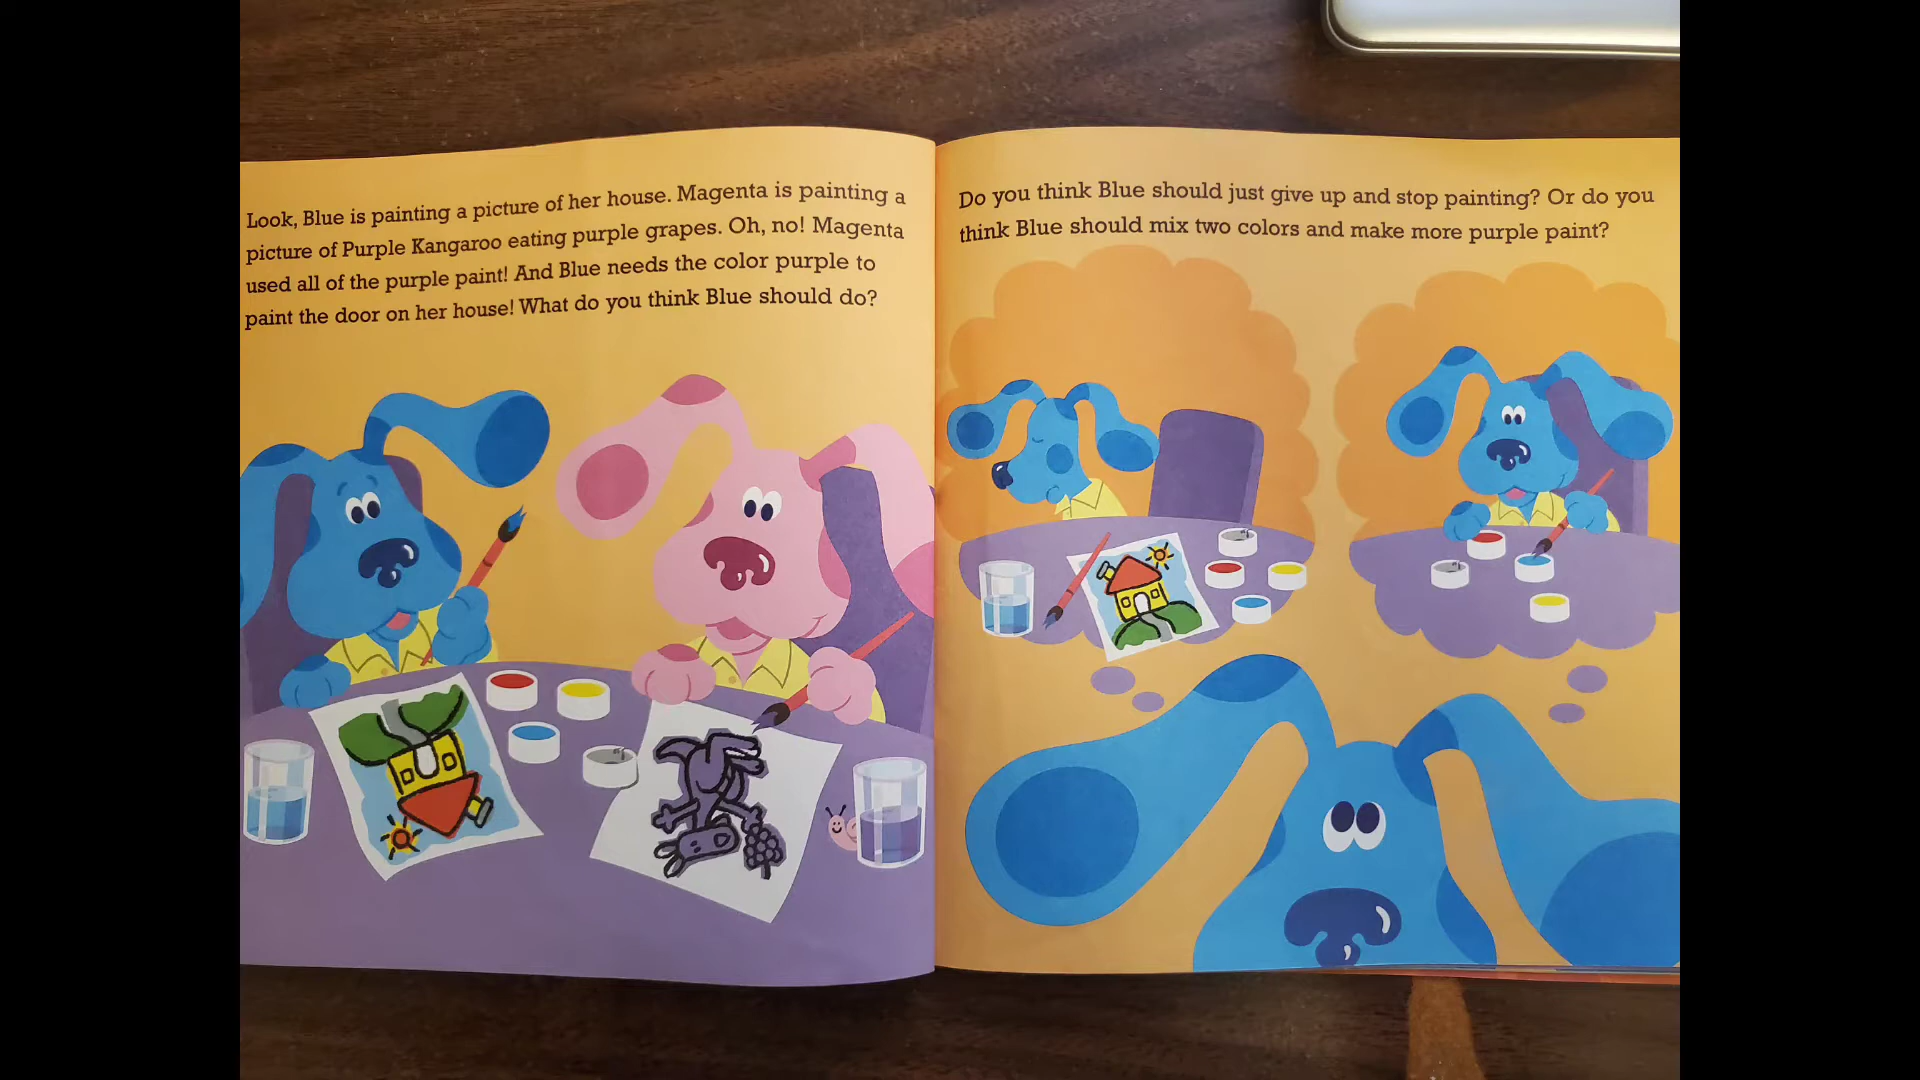 Look, Blue is painting a picture of her house. Magenta is painting a
picture of Purple Kangaroo eating purple grapes. Oh, no! Magenta
used all of the purple paint! And Blue needs the color purple to
paint the door on her house! What do you think Blue should do?
Do you think Blue should just give up and stop painting? Or do you
think Blue should mix two colors and make more purple paint?